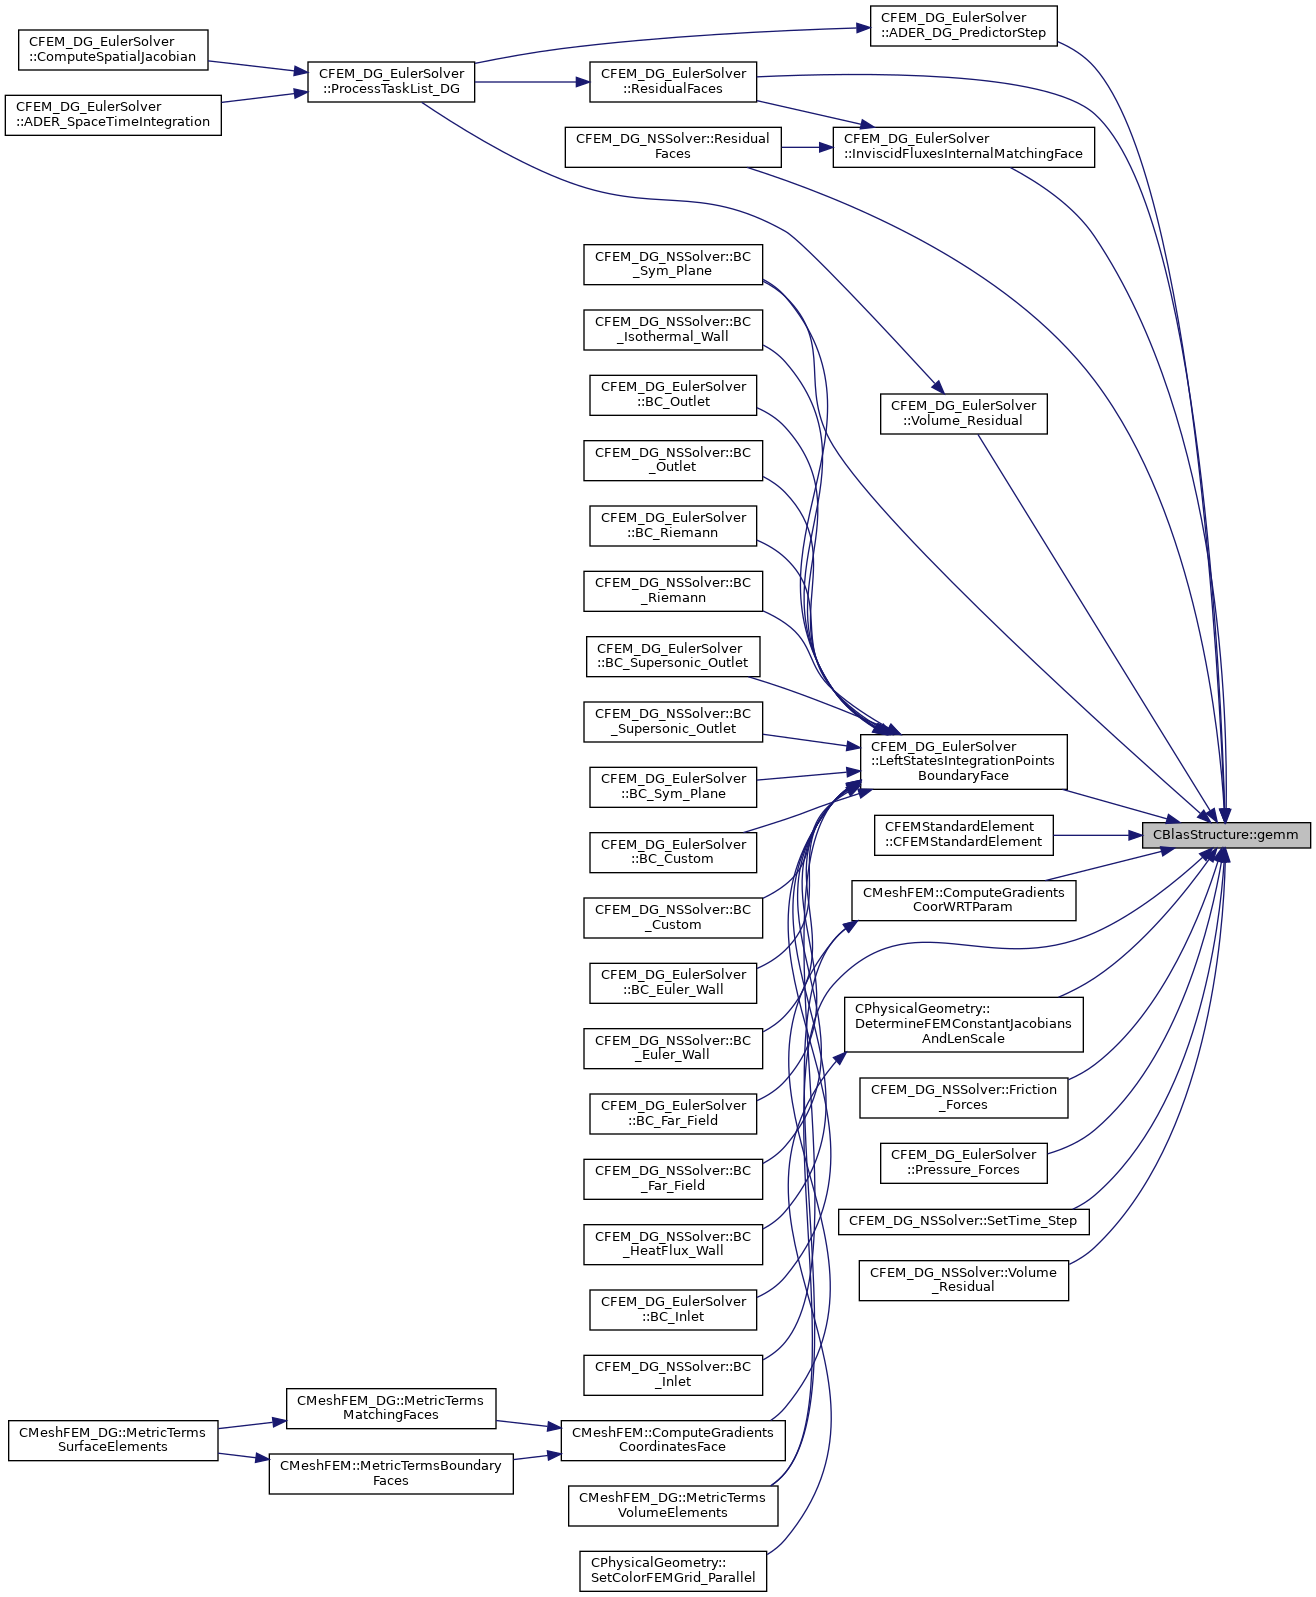 CFEM_DG_EulerSolver
::ADER_DG_PredictorStep
CFEM_DG_EulerSolver
::ComputeSpatialJacobian
CFEM_DG_EulerSolver
::ProcessTaskList_DG
CFEM_DG_EulerSolver
::ResidualFaces
CFEM_DG_EulerSolver
::ADER_SpaceTimeIntegration
CFEM_DG_NSSolver::Residual
Faces
CFEM_DG_EulerSolver
::InviscidFluxesInternalMatchingFace
CFEM_DG_NSSolver::BC
_Sym_Plane
CFEM_DG_NSSolver::BC
_Isothermal_Wall
CFEM_DG_EulerSolver
::BC_Outlet
CFEM_DG_EulerSolver
::Volume_Residual
CFEM_DG_NSSolver::BC
_Outlet
CFEM_DG_EulerSolver
::BC_Riemann
CFEM_DG_NSSolver::BC
_Riemann
CFEM_DG_EulerSolver
::BC_Supersonic_Outlet
CFEM_DG_NSSolver::BC
_Supersonic_Outlet
CFEM_DG_EulerSolver
::LeftStatesIntegrationPoints
BoundaryFace
CFEM_DG_EulerSolver
::BC_Sym_Plane
CFEMStandardElement
::CFEMStandardElement
CBlasStructure::gemm
CFEM_DG_EulerSolver
::BC_Custom
CMeshFEM::ComputeGradients
CoorWRTParam
CFEM_DG_NSSolver::BC
_Custom
CFEM_DG_EulerSolver
::BC_Euler_Wall
CPhysicalGeometry::
DetermineFEMConstantJacobians
AndLenScale
CFEM_DG_NSSolver::BC
_Euler_Wall
CFEM_DG_NSSolver::Friction
_Forces
CFEM_DG_EulerSolver
::BC_Far_Field
CFEM_DG_EulerSolver
::Pressure_Forces
CFEM_DG_NSSolver::BC
_Far_Field
CFEM_DG_NSSolver::SetTime_Step
CFEM_DG_NSSolver::BC
_HeatFlux_Wall
CFEM_DG_NSSolver::Volume
_Residual
CFEM_DG_EulerSolver
::BC_Inlet
CFEM_DG_NSSolver::BC
_Inlet
CMeshFEM_DG::MetricTerms
MatchingFaces
CMeshFEM_DG::MetricTerms
SurfaceElements
CMeshFEM::ComputeGradients
CoordinatesFace
CMeshFEM::MetricTermsBoundary
Faces
CMeshFEM_DG::MetricTerms
VolumeElements
CPhysicalGeometry::
SetColorFEMGrid_Parallel